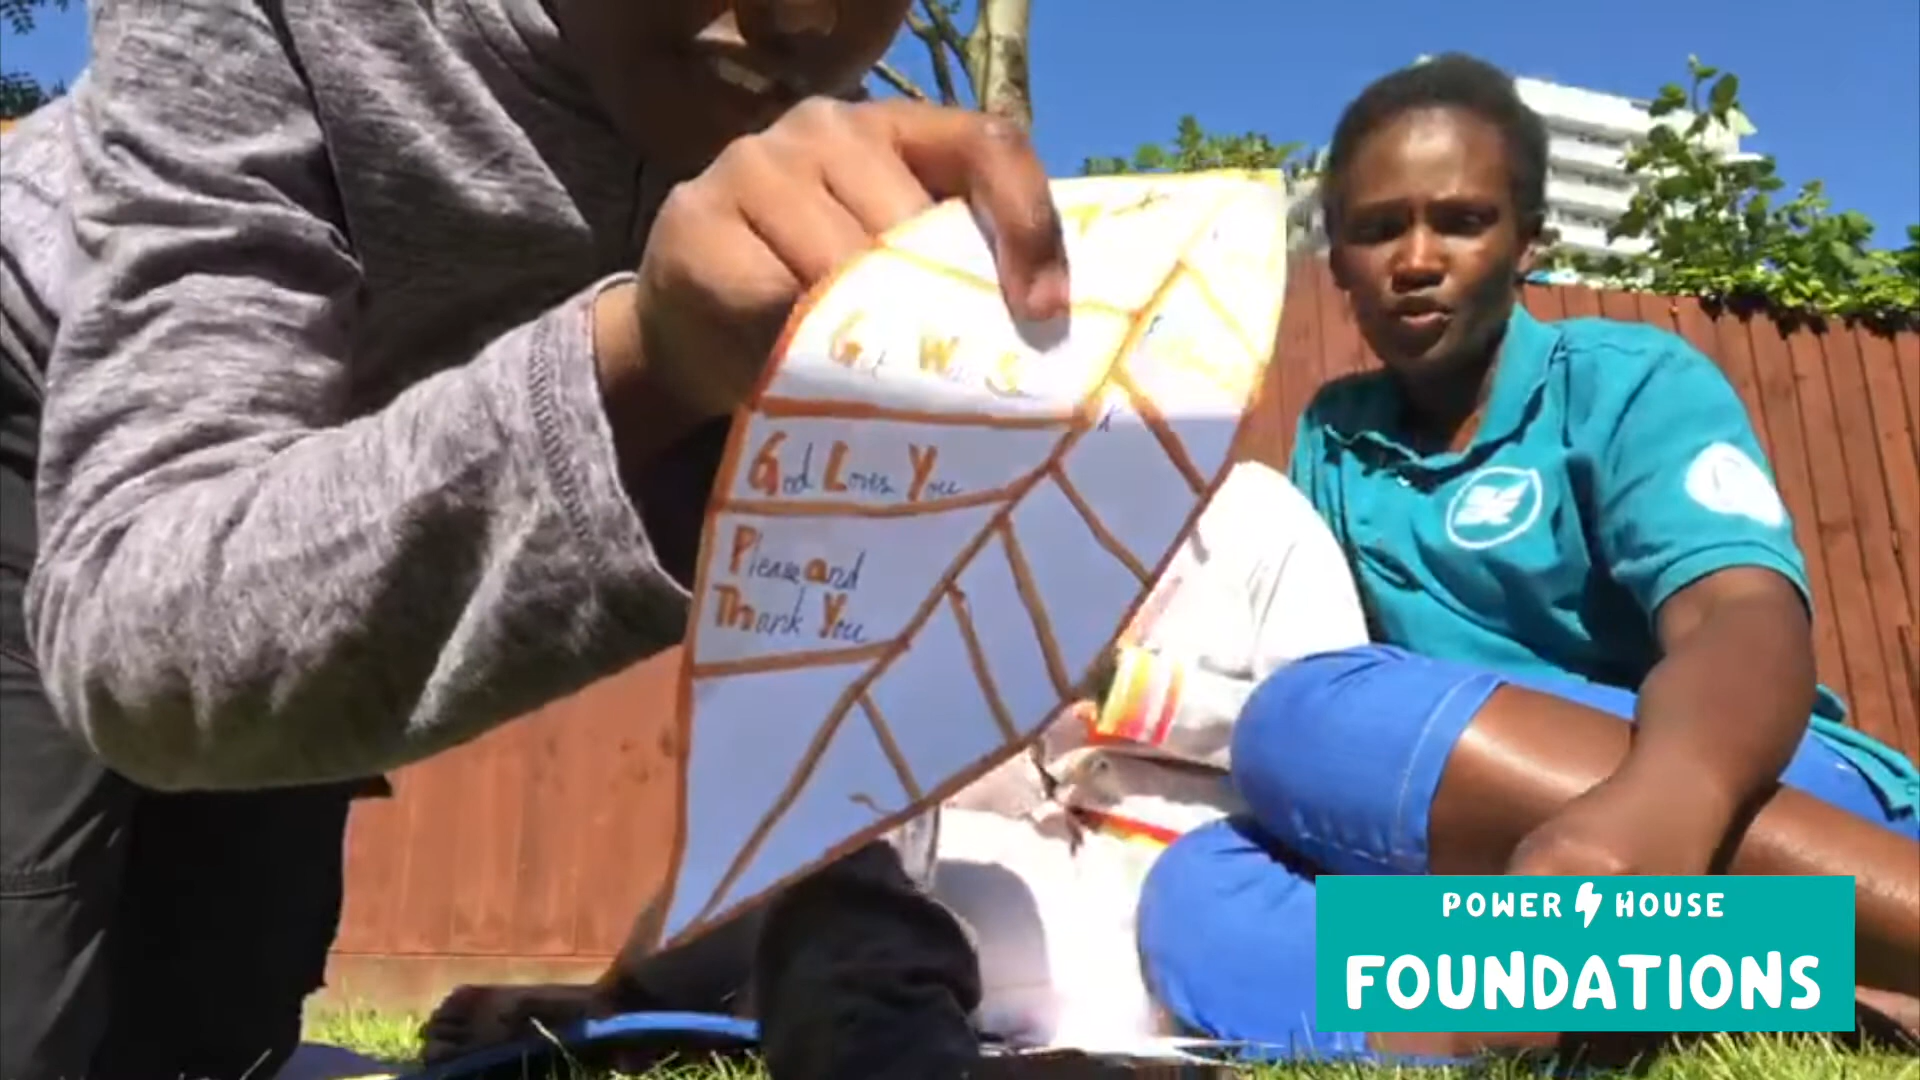 God Loves You
Please and
Thank You
POWER HOUSE
FOUNDATIONS